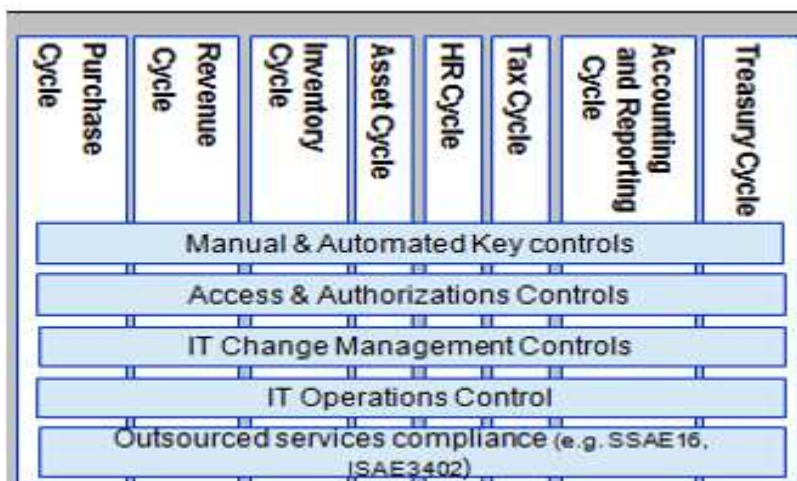 Purchase
Cycle
Revenue
Cycle
Inventory
Cycle
Asset Cycle
HR Cycle
Tax Cycle
Accounting
and Reporting
Cycle
Treasury Cycle
Manual & Automated Key controls
Access & Authorizations Controls
IT Change Management Controls
IT Operations Control
Outsourced services compliance (e.g. SSAE16,
ISAE3402)